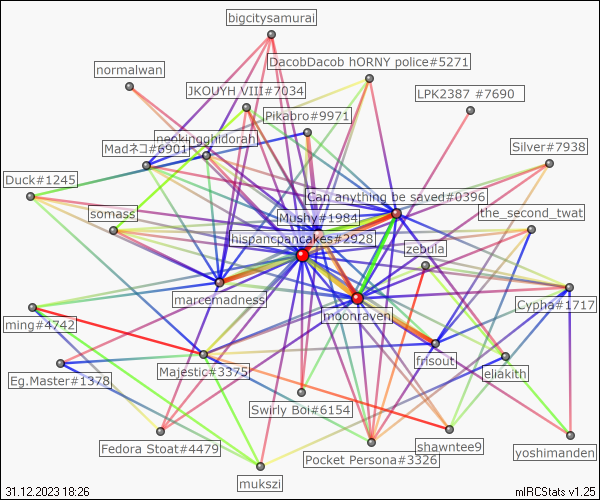 bigcitysamurai
DacobDacob hORNY police#5271
normalwan
JKOUYH VIII#7034
LPK2387 #7690
Pikabro#9971
neokingghidorah
Madネコ#6901
Silver#7938
Duck#1245
Can anything be saved#0396
somass
Mushy#1984
the_second_twat
hispancpancakes#2928
zebula
marcemadness
Cypha#1717
moonraven
ming#4742
frlsout
Majestic#3375
eliakith
Eg.Master#1378
Swirly Boi#6154
Fedora Stoat#4479
shawntee9
yoshimanden
Pocket Persona#3326
mukszi
31.12.2023 18:26
mIRCStats v1.25